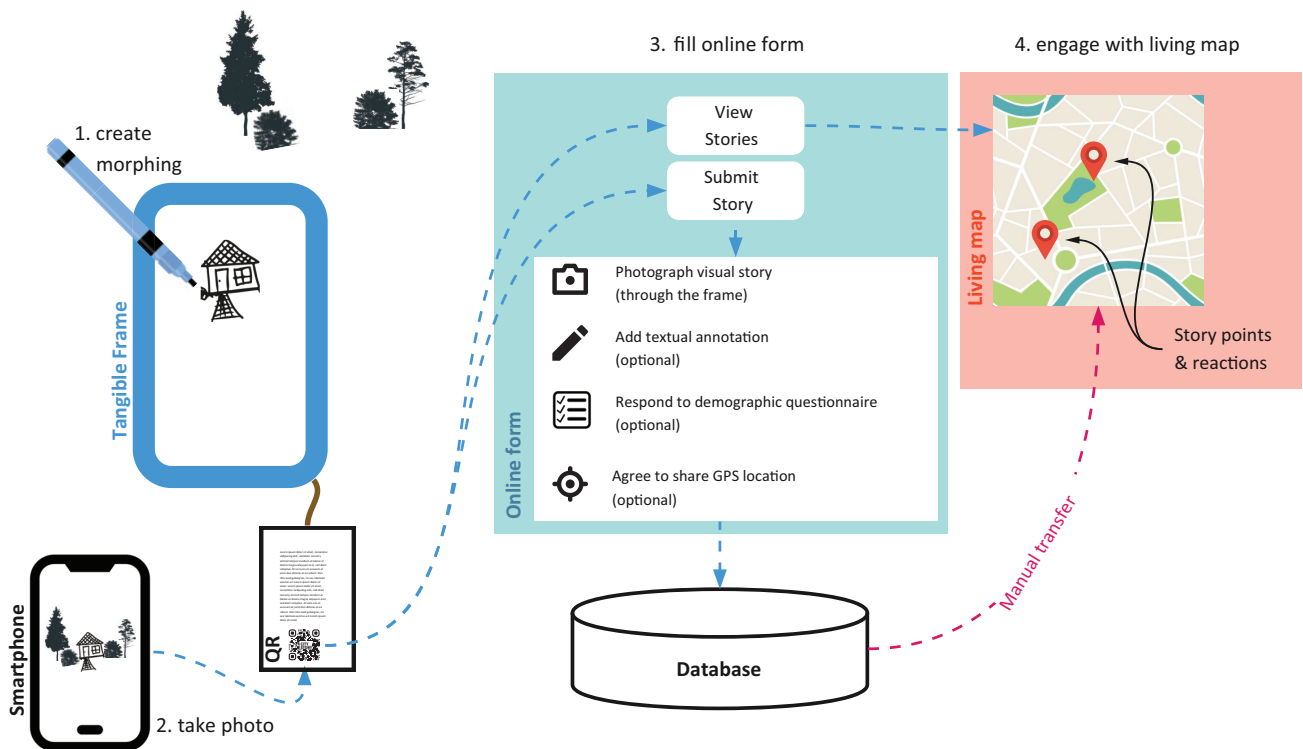 1. create
morphing
Tangible Frame
Smartphone
2. take photo
QR
3. fill online form
View
Stories
Submit
Story
Online form
Photograph visual story
(through the frame)
Add textual annotation
(optional)
Respond to demographic questionnaire
(optional)
Agree to share GPS location
(optional)
Database
Manual transfer
4. engage with living map
Living map
Story points
& reactions